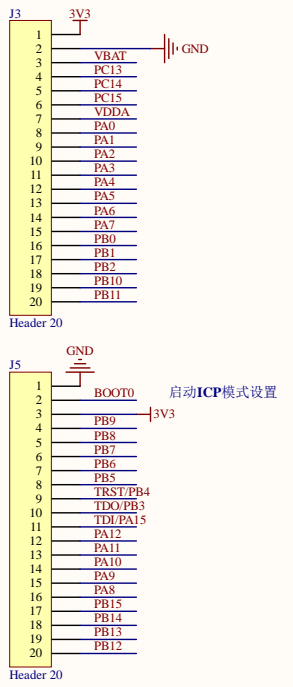 J3
3V3
1
2
GND
3 VBAT
4 PC13
5 PC14
6 PC15
7 VDDA
8 PA0
9 PA1
10 PA2
11 PA3
12 PA4
13 PA5
14 PA6
15 PA7
16 PB0
17 PB1
18 PB2
19 PB10
20 PB11
Header 20
J5
GND
1
2 BOOT0 启动ICP模式设置
3 3V3
4 PB9
5 PB8
6 PB7
7 PB6
8 PB5
9 TRST/PB4
10 TDO/PB3
11 TDI/PA15
12 PA12
13 PA11
14 PA10
15 PA9
16 PA8
17 PB15
18 PB14
19 PB13
20 PB12
Header 20